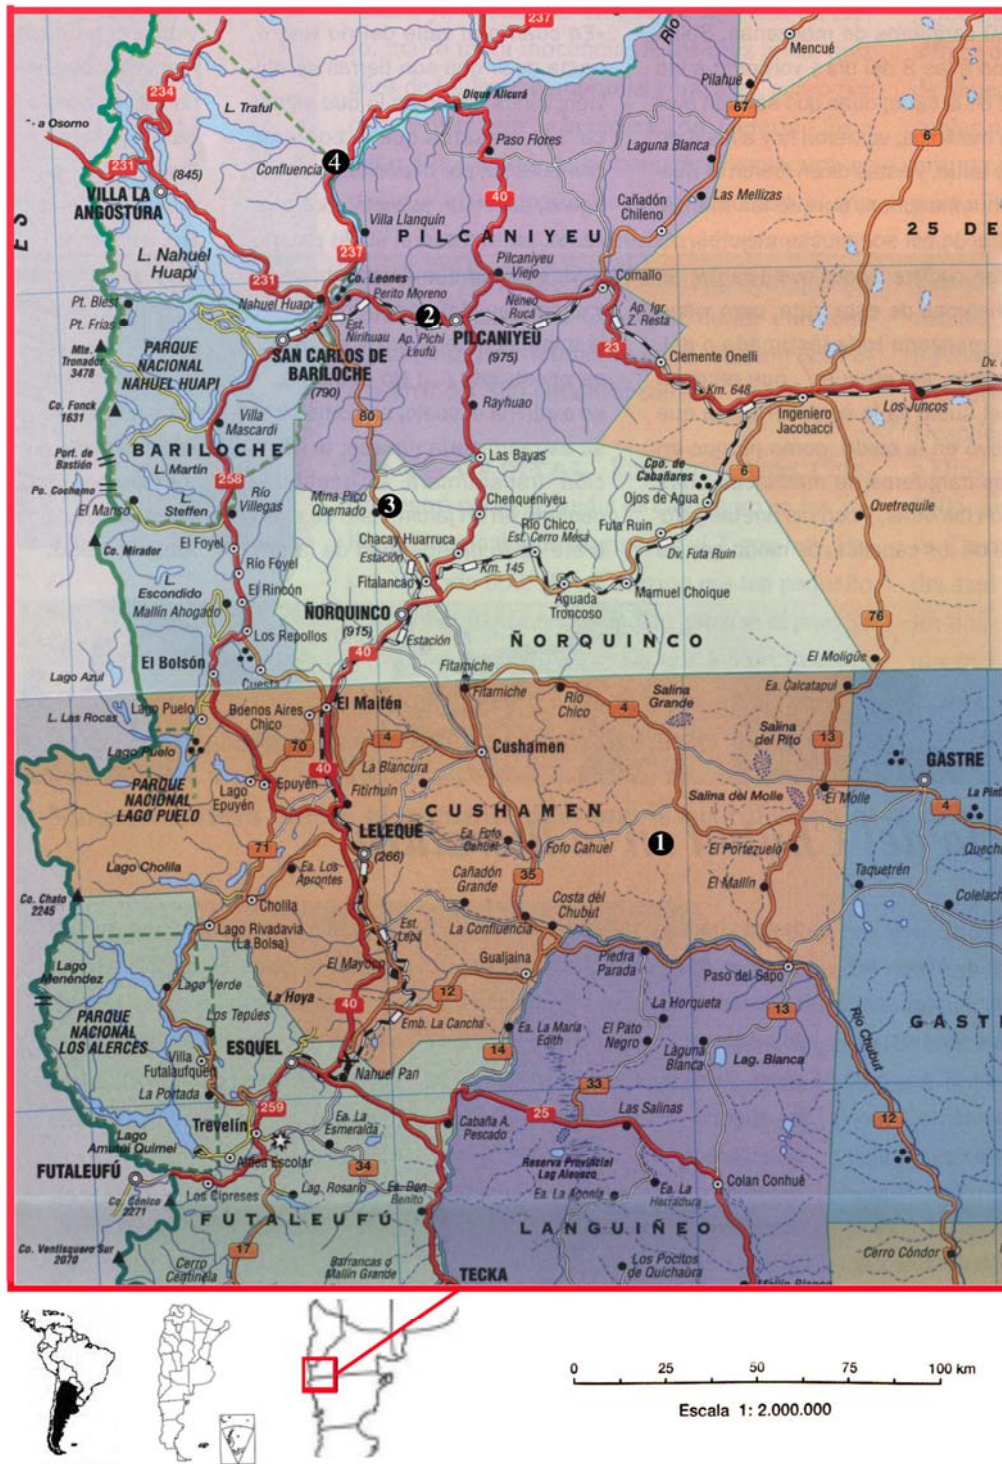 237
Mencué
RÍO
234
L. Traful
Dique Alicurá
Pilahué
67
- - a Osorno
6
6
231
Confluencia
4
Paso Flores
Laguna Blanca
(845)
VILLA LA
ANGOSTURA
40
Las Mellizas
Cañadón
Chileno
Villa Llanquín
PILCANIYEU
25 DE
L. Nahuel
Huapi
237
Pilcaniyeu
Viejo
Comallo
231
Co. Leones
Nahuel Huapi
Perito Moreno
Pt. Blest
2
Neneo
Rucá
Ap. Igr.
Z. Resta
Pt. Frias
Est.
Nirihuau
Ap. Pichi
Leufú
PILCANIYEU
(975)
PARQUE
NACIONAL
NAHUEL HUAPI
SAN CARLOS DE
BARILOCHE
(790)
23
Clemente Onelli
Mte.
Tronador
3478
Km. 648
Dv.
Los Juncos
Ingeniero
Jacobacci
Co. Fonck
1631
80
Rayhuao
Villa
Mascardi
BARILOCHE
Port. de
Bastión
L. Martín
Las Bayas
Cpo. de
Cabañares
6
258
Po. Cochamo
L.
Steffen
Río
Villegas
Mina Pico
Quemado
3
Chenqueniyeu
Ojos de Agua
Quetrequile
El Manso
Río Chico
Est. Cerro Mesa
Futa Ruin
Co. Mirador
El Foyel
Chacay Huarruca
Estación
Km. 145
Dv. Futa Ruin
Río Foyel
Fitalancao
L.
Escondido
El Rincón
Aguada
Troncoso
Mamuel Choique
Mallín Ahogado
ÑORQUINCO
(915)
76
Los Repollos
Estación
ÑORQUINCO
El Bolsón
40
El Moligüe
Lago Azul
Cuesta
Fitamiche
Fitamiche
Ea. Calcatapul
L. Las Rocas
Lago Puelo
Buenos Aires
Chico
El Maitén
Río
Chico
4
Salina
Grande
Salina
del Pito
13
Lago Puelo
70
4
Cushamen
GASTRE
PARQUE
NACIONAL
LAGO PUELO
40
La Blancura
Lago
Epuyén
Epuyén
Fitirhuin
Salina del Molle
El Molle
La Pint
4
CUSHAMEN
71
LELEQUE
(266)
Ea. Fofo
Cahuel
Fofo Cahuel
1
El Portezuelo
Lago Cholila
Ea. Los
Aprontes
Taquetrén
Quech
Cañadón
Grande
35
El Mallín
Co. Chato
2245
Cholila
Costa del
Chubut
Colelach
Lago Rivadavia
(La Bolsa)
Est.
Lepá
La Confluencia
Lago
Menéndez
El Mayoco
Gualjaina
Piedra
Parada
Paso del Sapo
Lago Verde
La Hoya
12
40
La Horqueta
13
PARQUE
NACIONAL
LOS ALERCES
Los Tepúes
Emb. La Cancha
Ea. La María
Edith
El Pato
Negro
GASTR
Villa
Futalaufquen
ESQUEL
14
Laguna
Blanca
Lag. Blanca
Río Chubut
Nahuel Pan
La Portada
33
259
12
Trevelín
Ea. La
Esmeralda
Cabaña A.
Pescado
25
Las Salinas
Lago
Amutui Quimei
FUTALEUFÚ
Aldea Escolar
34
Reserva Provincial
Lag Aleusco
Colan Conhué
Co. Cónico
2271
Los Cipreses
Lag. Rosario
Ea. Don
Benito
Ea. La Agonía
Ea. La
Herradura
FUTALEUFÚ
LANGUIÑEO
Co. Ventisquero Sur
2070
17
Cerro
Centinela
Barrancas o
Mallín Grande
TECKA
Los Pocitos
de Quichaura
Cerro Cóndor
0 25 50 75 100 km
Escala 1: 2.000.000